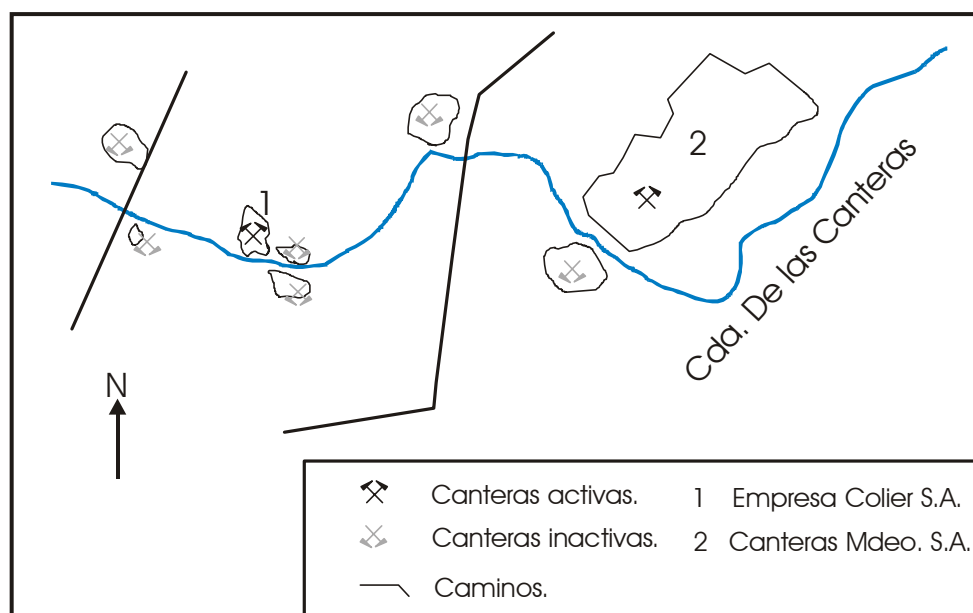 2
1
Cda. De las Canteras
N
Canteras activas.
1 Empresa Colier S.A.
Canteras inactivas.
2 Canteras Mdeo. S.A.
Caminos.